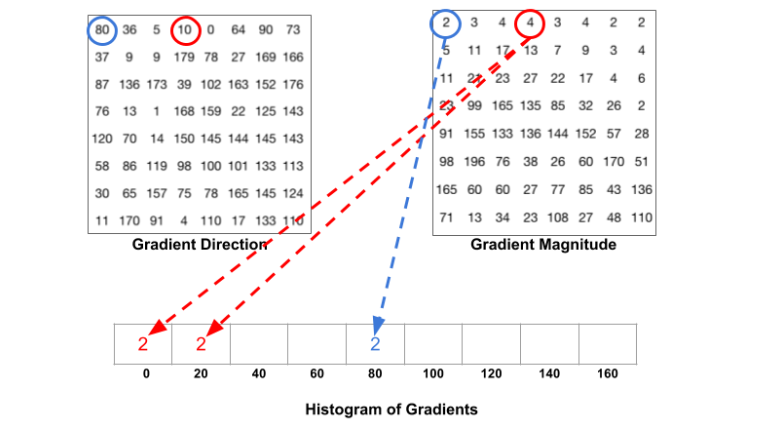 80 36 5 10 0 64 90 73
37 9 9 179 78 27 169 166
87 136 173 39 102 163 152 176
76 13 1 168 159 22 125 143
120 70 14 150 145 144 145 143
58 86 119 98 100 101 133 113
30 65 157 75 78 165 145 124
11 170 91 4 110 17 133 110
Gradient Direction
2 3 4 4 3 4 2 2
5 11 17 13 7 9 3 4
11 21 23 27 22 17 4 6
23 99 165 135 85 32 26 2
91 155 133 136 144 152 57 28
98 196 76 38 26 60 170 51
165 60 60 27 77 85 43 136
71 13 34 23 108 27 48 110
Gradient Magnitude
2 2 2
0 20 40 60 80 100 120 140 160
Histogram of Gradients